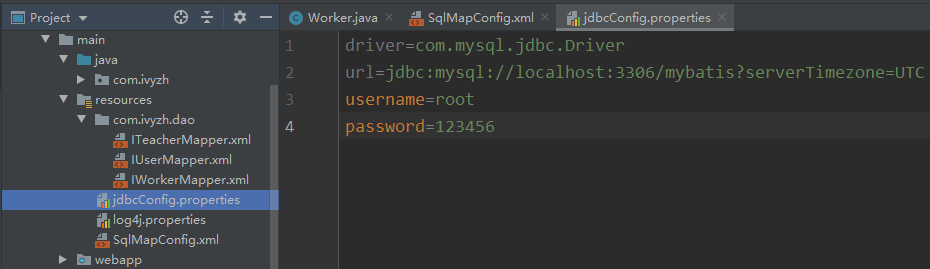 Project
main
java
com.ivyzh
resources
com.ivyzh.dao
ITeacherMapper.xml
IUserMapper.xml
IWorkerMapper.xml
jdbcConfig.properties
log4j.properties
SqlMapConfig.xml
webapp
Worker.java
SqlMapConfig.xml
jdbcConfig.properties
1 driver=com.mysql.jdbc.Driver
2 url=jdbc:mysql://localhost:3306/mybatis?serverTimezone=UTC
3 username=root
4 password=123456